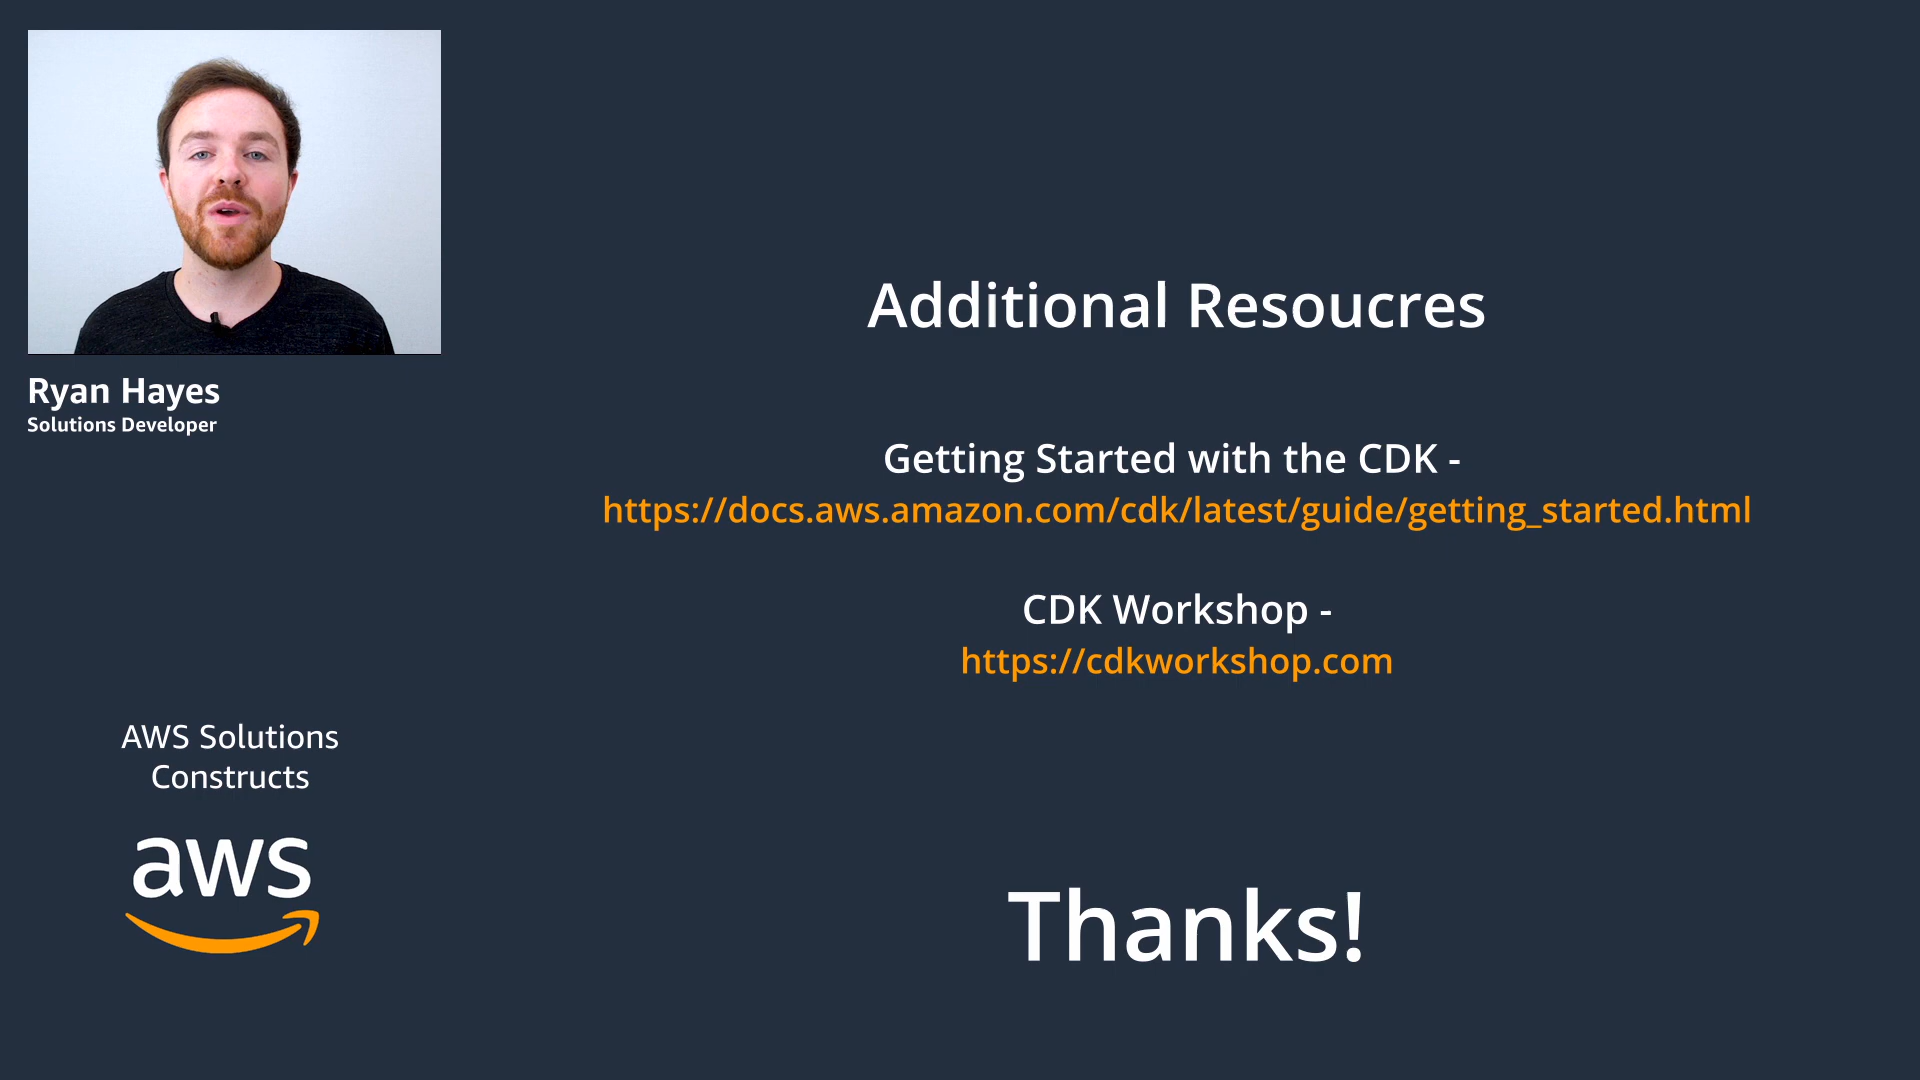 Ryan Hayes
Solutions Developer
Additional Resoucres
Getting Started with the CDK -
https://docs.aws.amazon.com/cdk/latest/guide/getting_started.html
CDK Workshop -
https://cdkworkshop.com
AWS Solutions
Constructs
aws
Thanks!